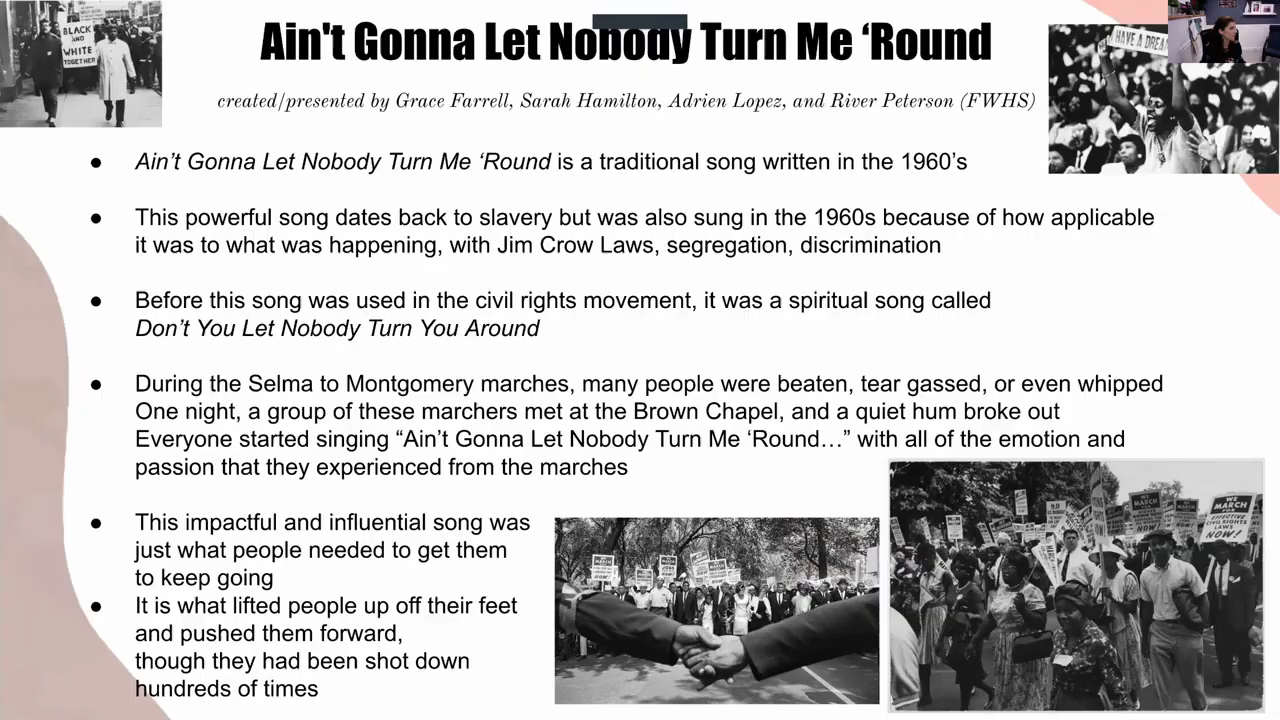 BLACK
AND
WHITE
TOGETHER
Ain't Gonna Let Nobody Turn Me ‘Round
HAVE A DREAM
created/presented by Grace Farrell, Sarah Hamilton, Adrien Lopez, and River Peterson (FWHS)
● Ain’t Gonna Let Nobody Turn Me ‘Round is a traditional song written in the 1960’s
● This powerful song dates back to slavery but was also sung in the 1960s because of how applicable
it was to what was happening, with Jim Crow Laws, segregation, discrimination
● Before this song was used in the civil rights movement, it was a spiritual song called
Don’t You Let Nobody Turn You Around
● During the Selma to Montgomery marches, many people were beaten, tear gassed, or even whipped
One night, a group of these marchers met at the Brown Chapel, and a quiet hum broke out
Everyone started singing “Ain’t Gonna Let Nobody Turn Me ‘Round…” with all of the emotion and
passion that they experienced from the marches
● This impactful and influential song was
just what people needed to get them
to keep going
● It is what lifted people up off their feet
and pushed them forward,
though they had been shot down
hundreds of times
WE
MARCH
FOR
EFFECTIVE
CIVIL RIGHTS
LAWS
NOW!